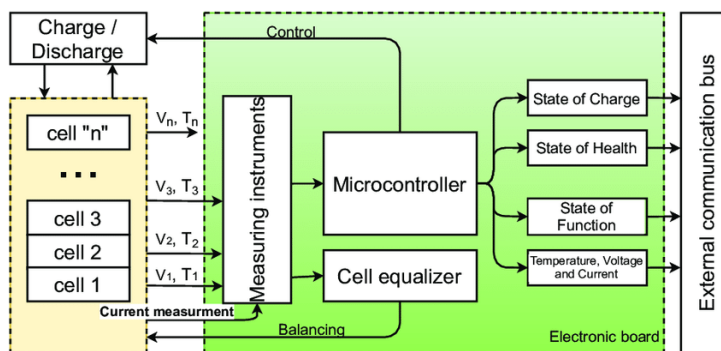 Charge /
Discharge
Control
cell "n"
Vn, Tn
...
cell 3
V3, T3
cell 2
V2, T2
cell 1
V1, T1
Current measurment
Balancing
Measuring instruments
Microcontroller
Cell equalizer
State of Charge
State of Health
State of
Function
Temperature, Voltage
and Current
Electronic board
External communication bus